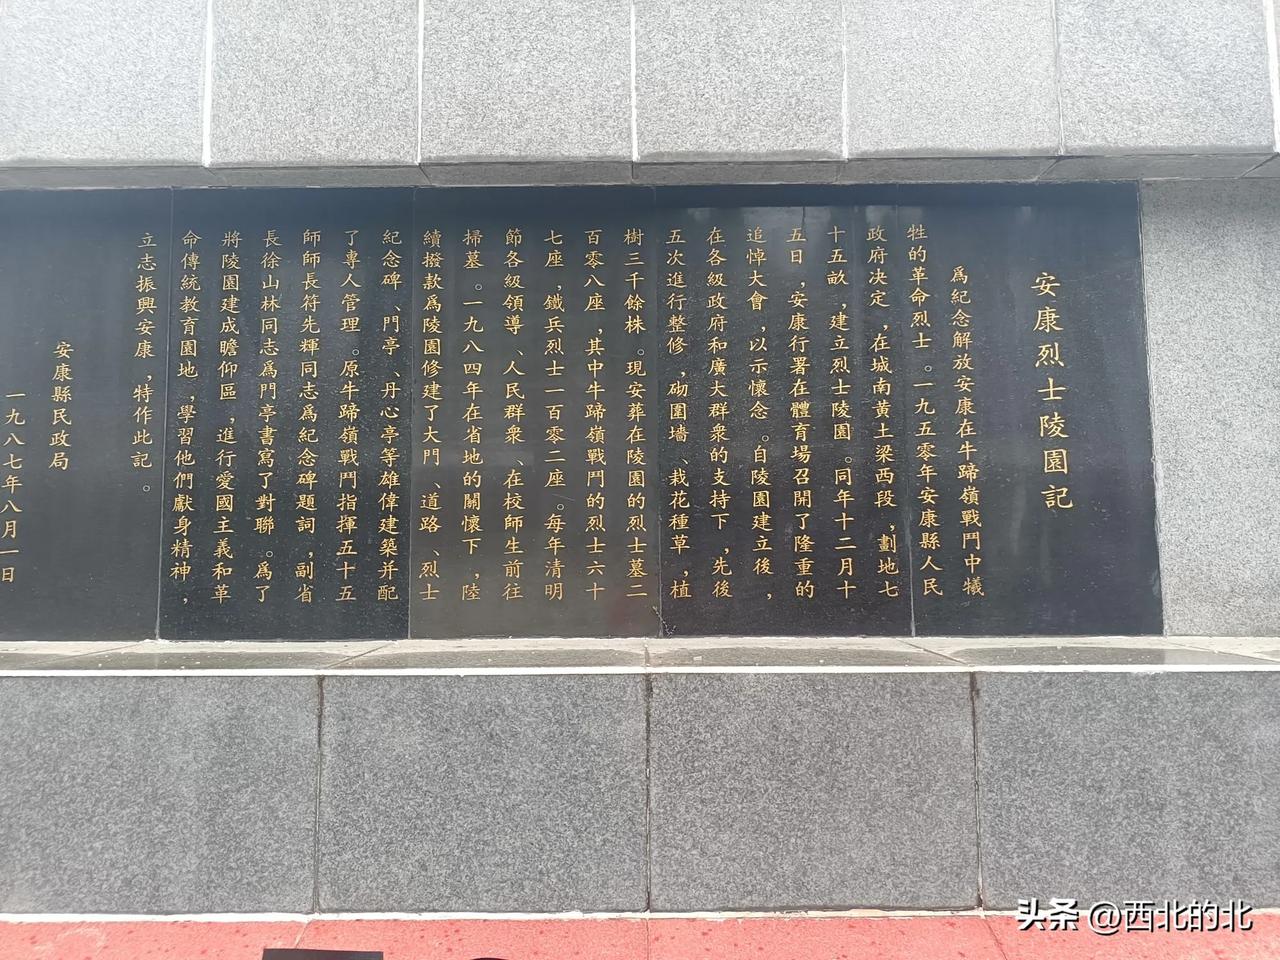 安康烈士陵園記
爲紀念解放安康在牛蹄嶺戰鬥中犧
牲的革命烈士。一九五零年安康縣人民
政府決定，在城南黃土梁西段，劃地七
十五畝，建立烈士陵園。同年十二月十
五日，安康行署在體育場召開了隆重的
追悼大會，以示懷念。自陵園建立後，
在各級政府和廣大群衆的支持下，先後
五次進行整修，砌圍墙、栽花種草，植
樹三千餘株。現安葬在陵園的烈士墓二
百零八座，其中牛蹄嶺戰鬥的烈士六十
七座，鐵兵烈士一百零二座。每年清明
節各級領導、人民群衆、在校師生前往
掃墓。一九八四年在省地的關懷下，陸
續撥款爲陵園修建了大門、道路、烈士
紀念碑、門亭、丹心亭等雄偉建築并配
了專人管理。原牛蹄嶺戰鬥指揮五十五
師師長符先輝同志爲紀念碑題詞，副省
長徐山林同志爲門亭書寫了對聯。爲了
將陵園建成瞻仰區，進行愛國主義和革
命傳統教育園地，學習他們獻身精神，
立志振興安康，特作此記。
安康縣民政局
一九八七年八月一日
头条 @西北的北